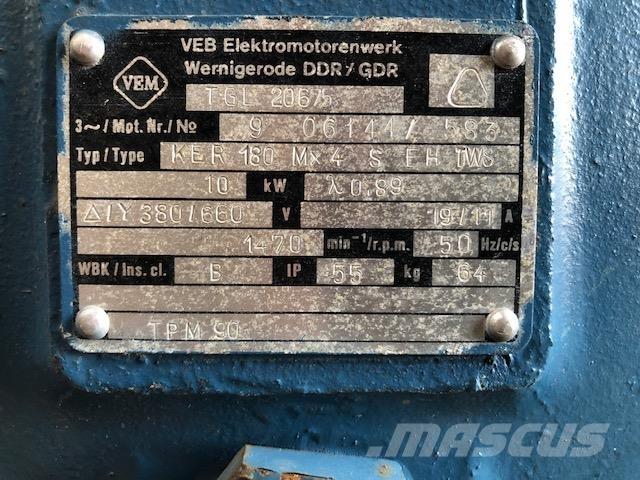 VEM
VEB Elektromotorenwerk
Wernigerode DDR/GDR
TGL 20675
3~/Mot. Nr./№ 9 06141/ 583
Typ/Type KER 160 Mx 4 S EH TWS
10 kW λ 0,89
△/Y 380/660 V 19/11 A
1470 min⁻¹/r.p.m. 50 Hz/c/s
WBK/Ins. cl. B IP 55 kg 64
TPM 90
MASCUS